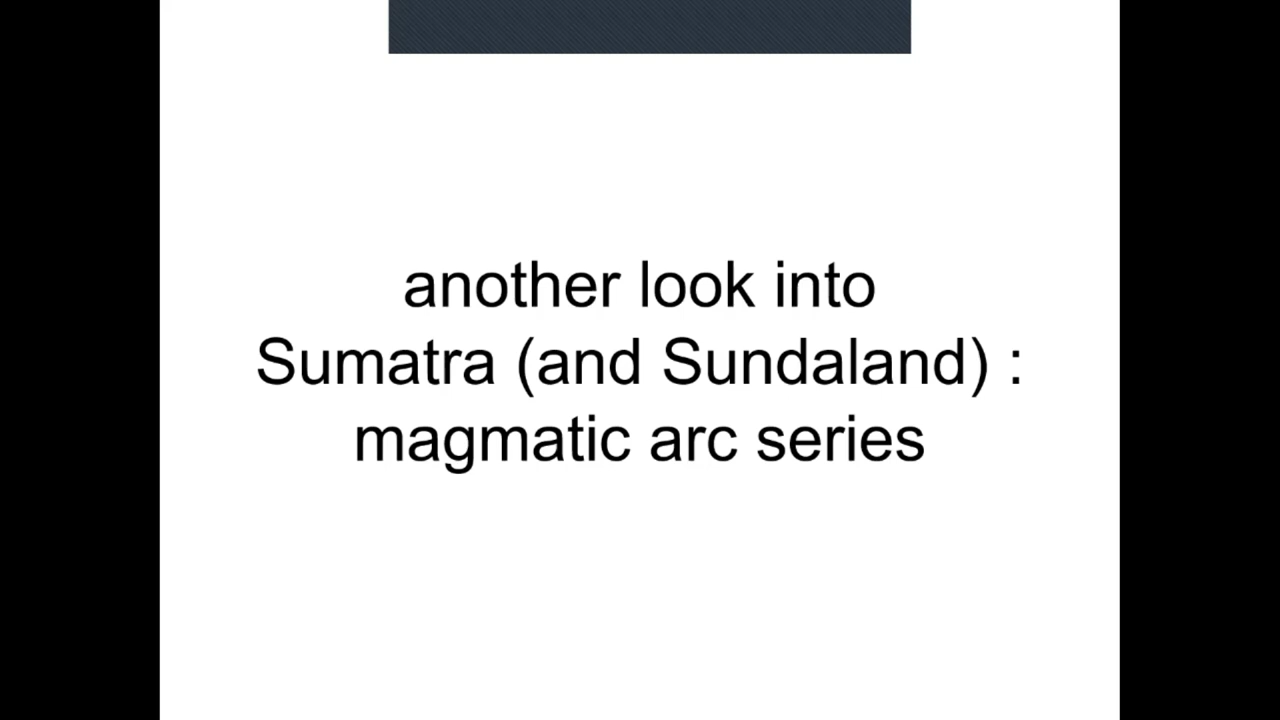 another look into
Sumatra (and Sundaland) :
magmatic arc series